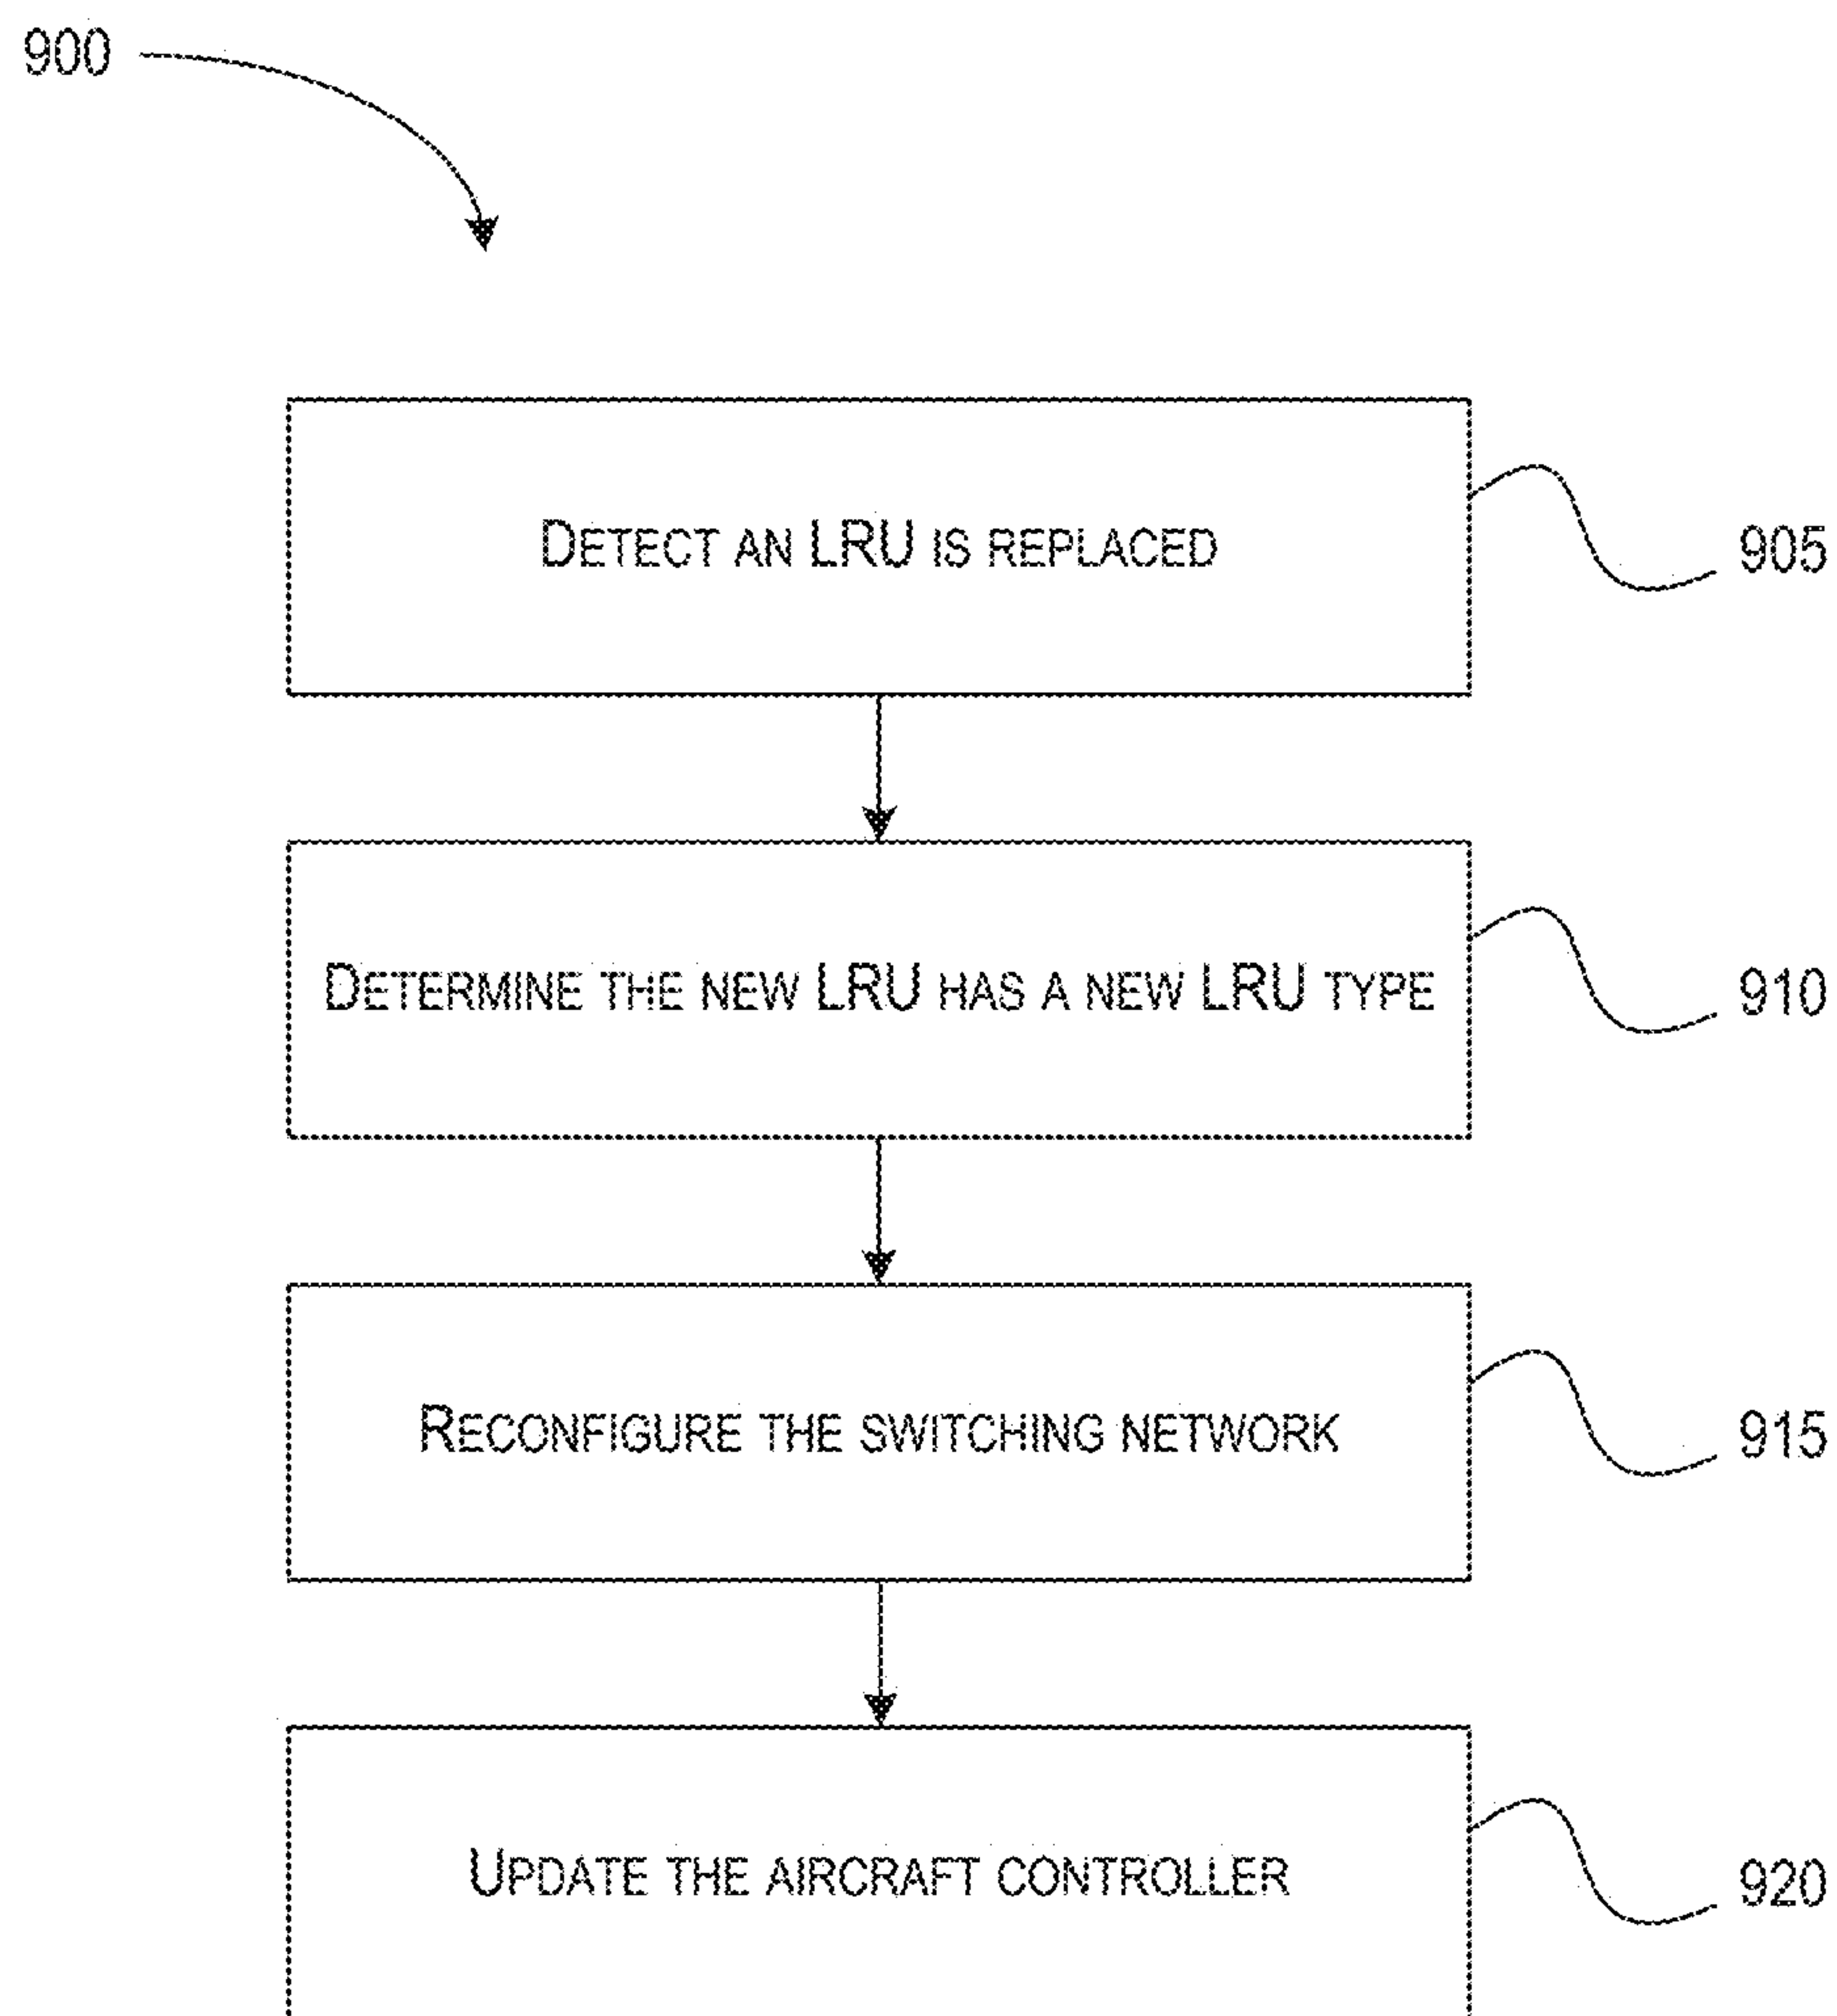 900
DETECT AN LRU IS REPLACED
905
DETERMINE THE NEW LRU HAS A NEW LRU TYPE
910
RECONFIGURE THE SWITCHING NETWORK
915
UPDATE THE AIRCRAFT CONTROLLER
920